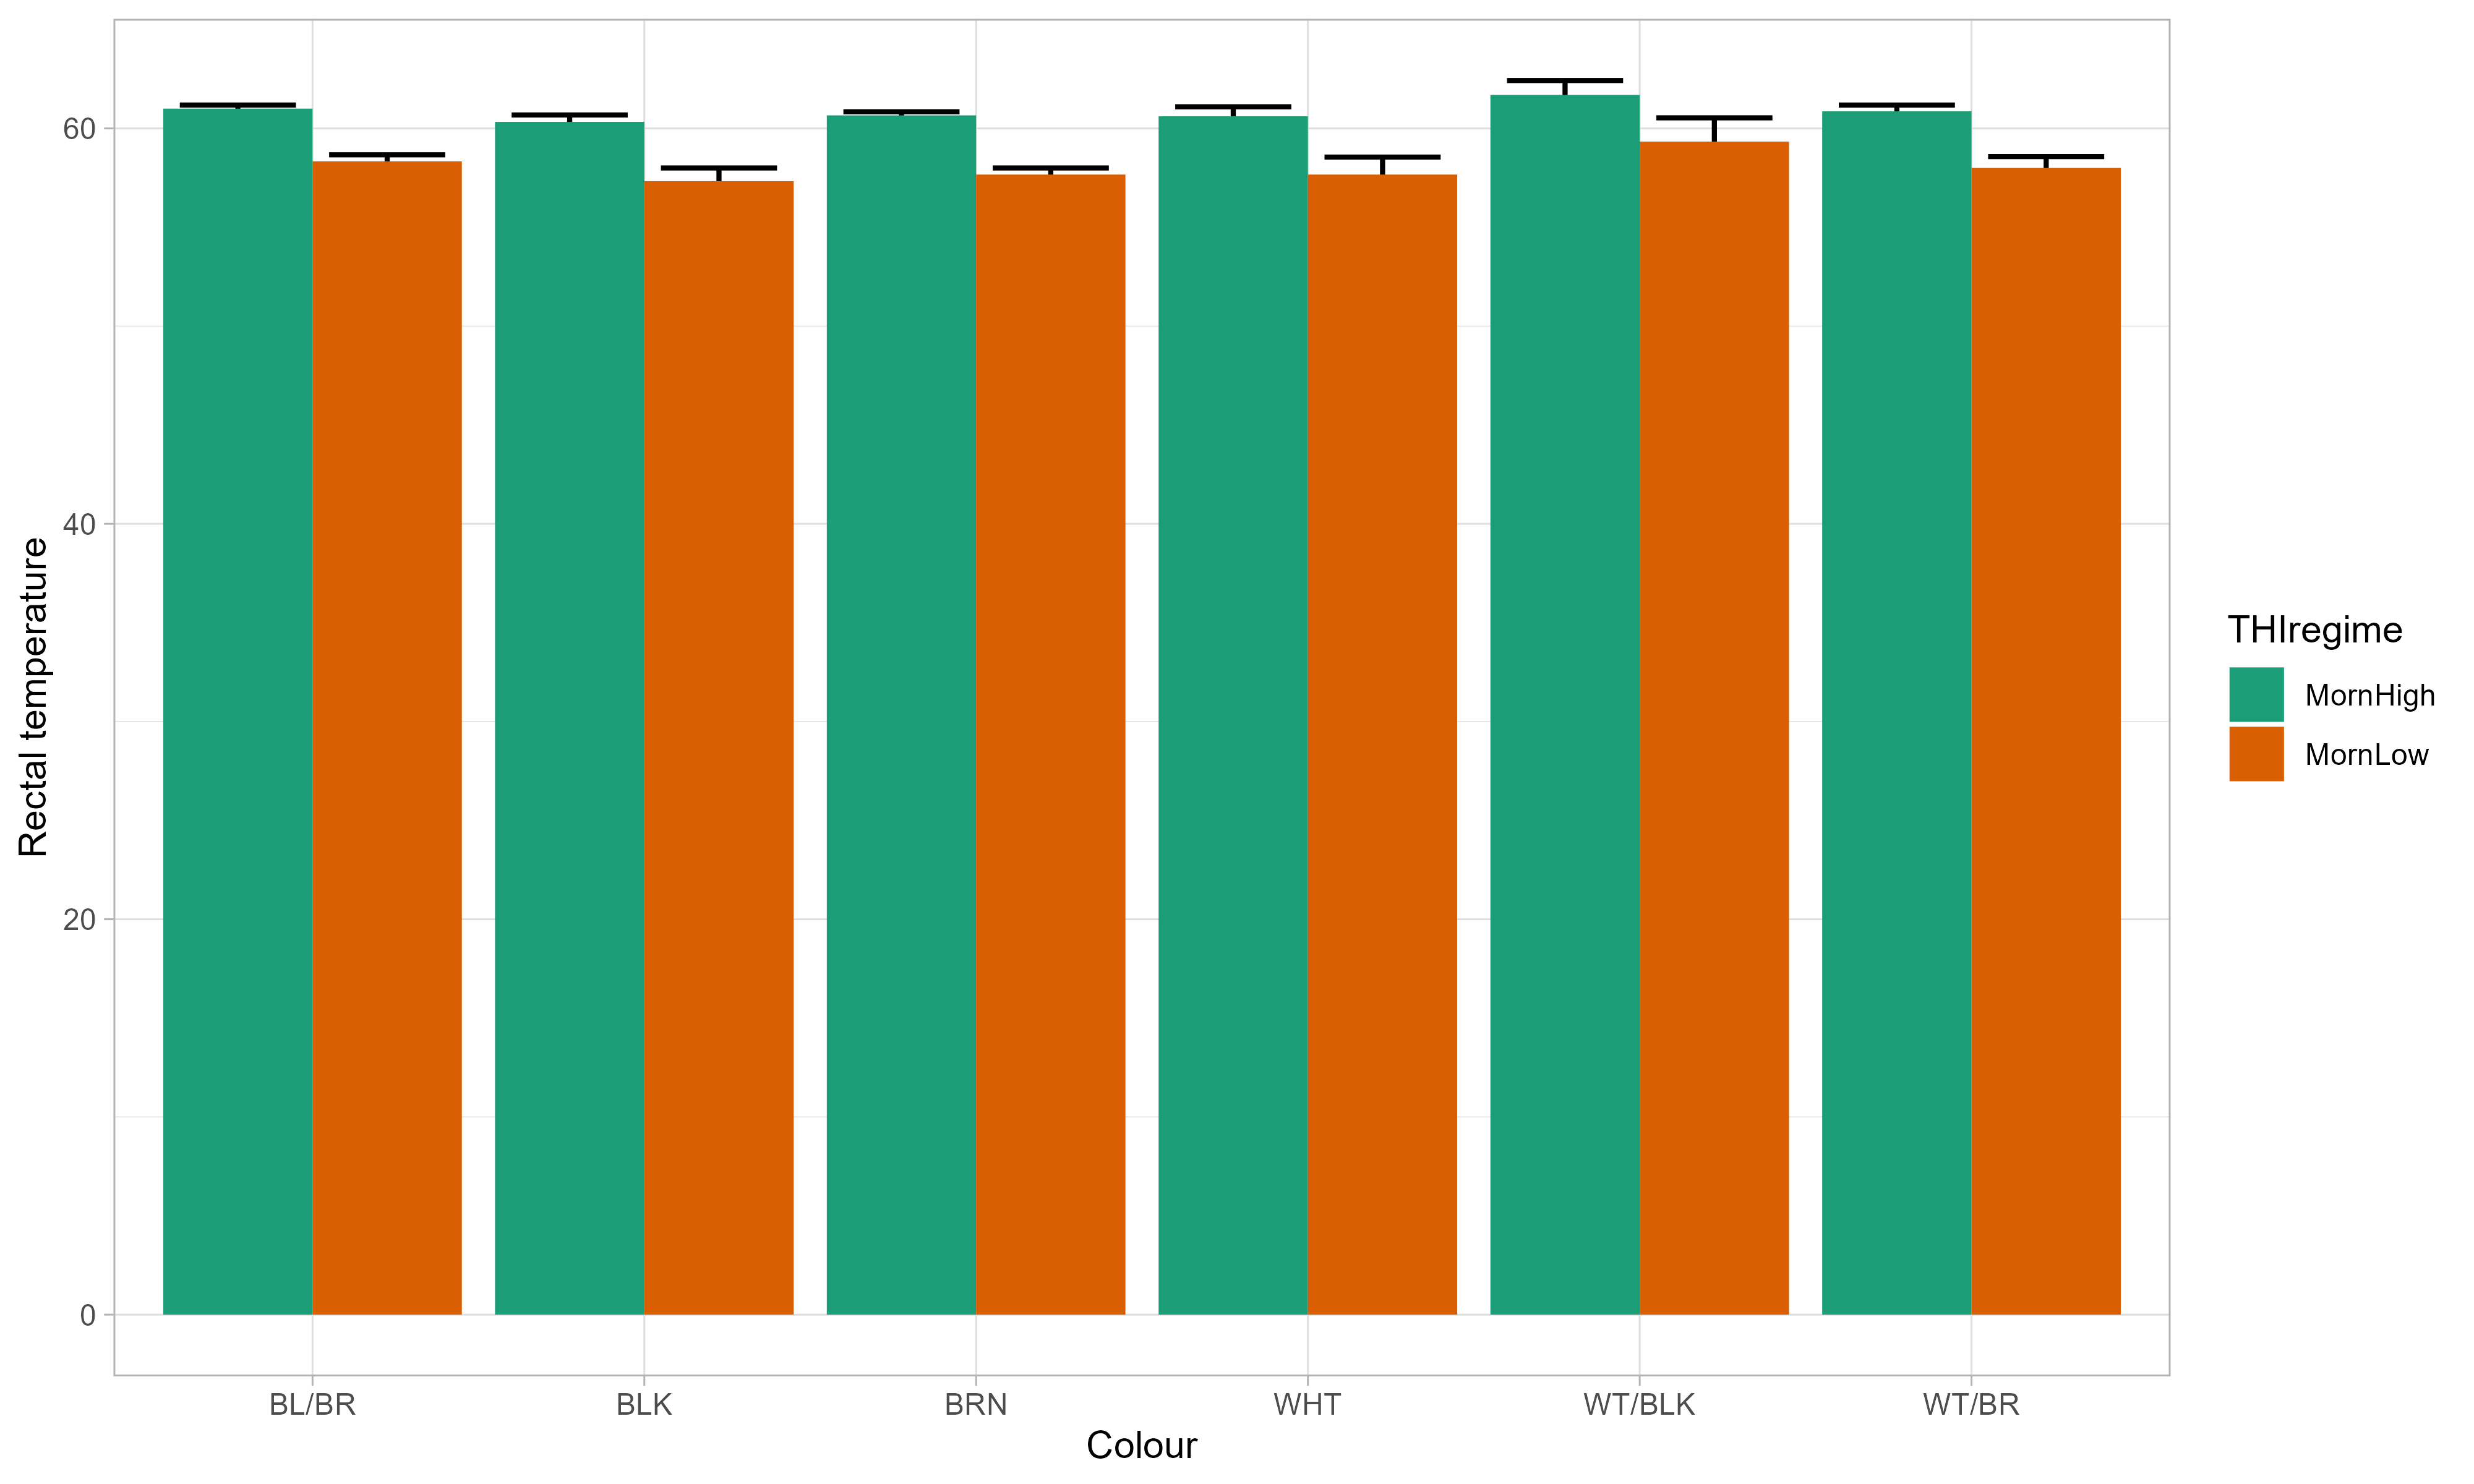 60
40
20
0
Rectal temperature
BL/BR
BLK
BRN
WHT
WT/BLK
WT/BR
Colour
THIregime
MornHigh
MornLow